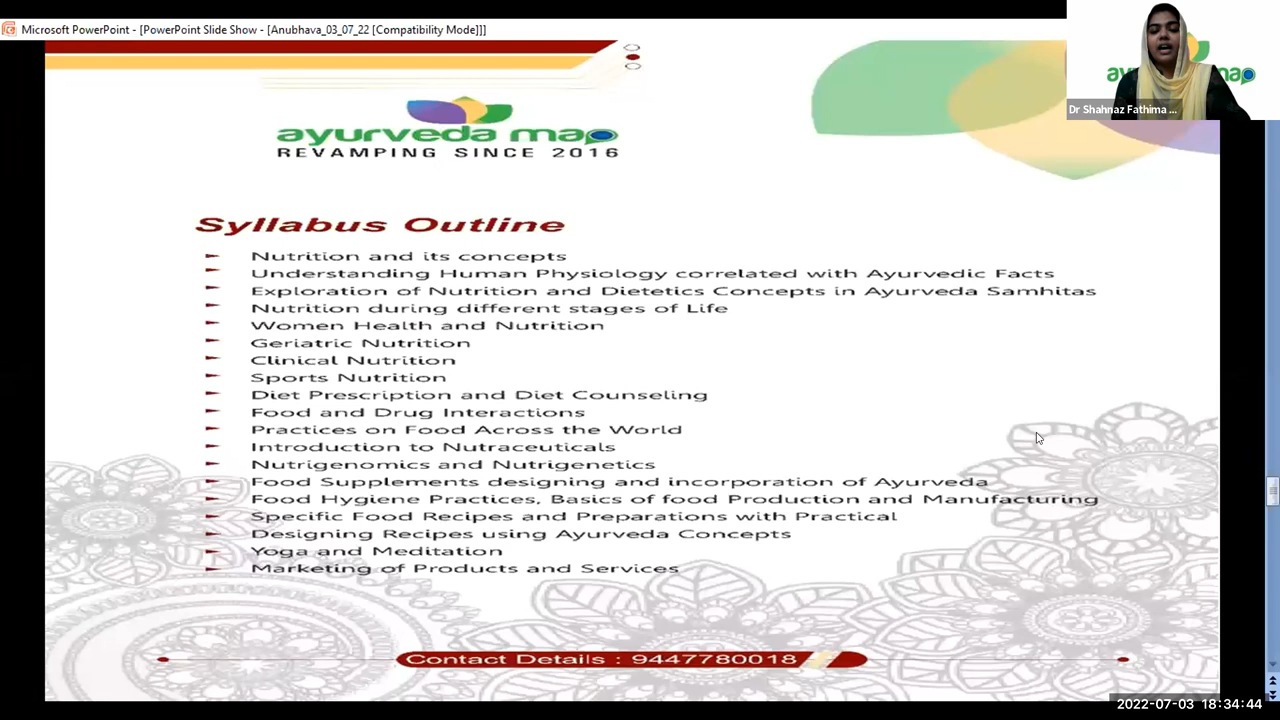 Microsoft PowerPoint - [PowerPoint Slide Show - [Anubhava_03_07_22 [Compatibility Mode]]]
Dr Shahnaz Fathima ...
ayurveda map
REVAMPING SINCE 2016
Syllabus Outline
Nutrition and its concepts
Understanding Human Physiology correlated with Ayurvedic Facts
Exploration of Nutrition and Dietetics Concepts in Ayurveda Samhitas
Nutrition during different stages of Life
Women Health and Nutrition
Geriatric Nutrition
Clinical Nutrition
Sports Nutrition
Diet Prescription and Diet Counseling
Food and Drug Interactions
Practices on Food Across the World
Introduction to Nutraceuticals
Nutrigenomics and Nutrigenetics
Food Supplements designing and incorporation of Ayurveda
Food Hygiene Practices, Basics of food Production and Manufacturing
Specific Food Recipes and Preparations with Practical
Designing Recipes using Ayurveda Concepts
Yoga and Meditation
Marketing of Products and Services
Contact Details : 9447780018
2022-07-03 18:34:44